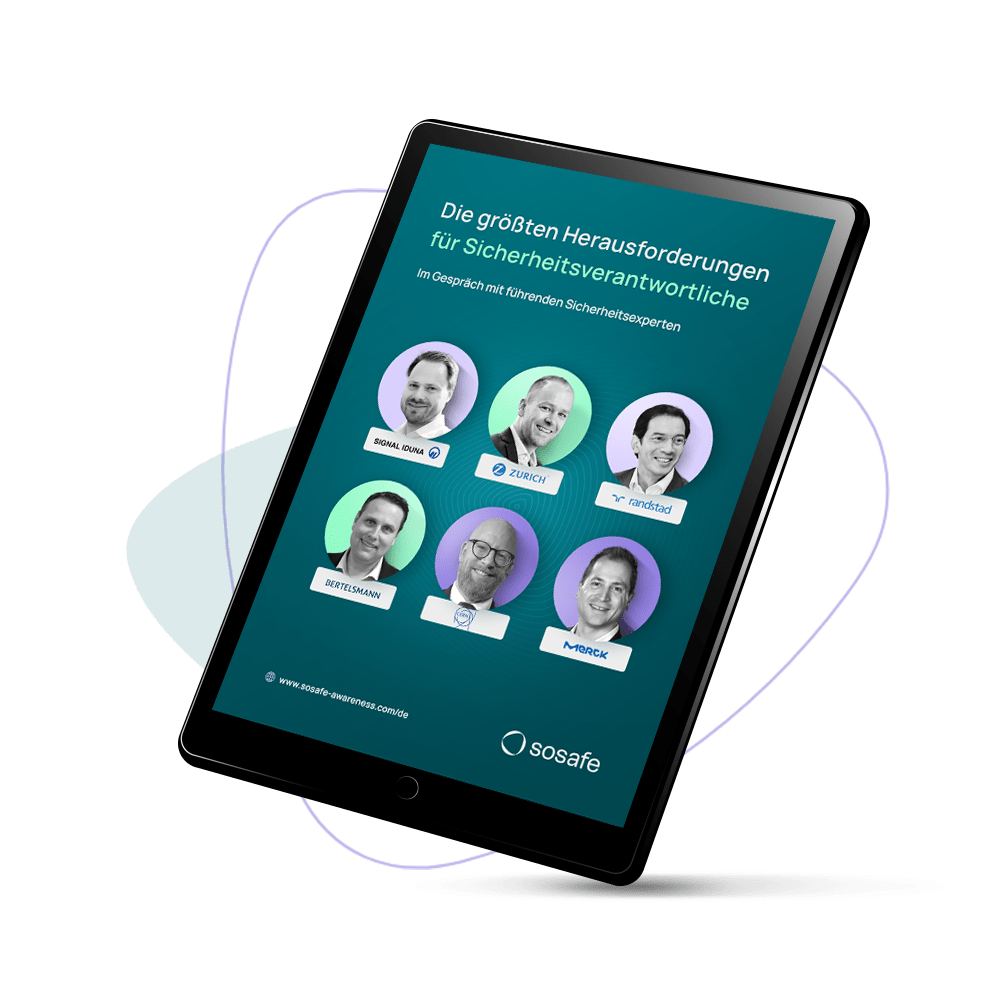 Die größten Herausforderungen
für Sicherheitsverantwortliche
Im Gespräch mit führenden Sicherheitsexperten
SIGNAL IDUNA
ZURICH
randstad
BERTELSMANN
CERN
MERCK
www.sosafe-awareness.com/de
sosafe